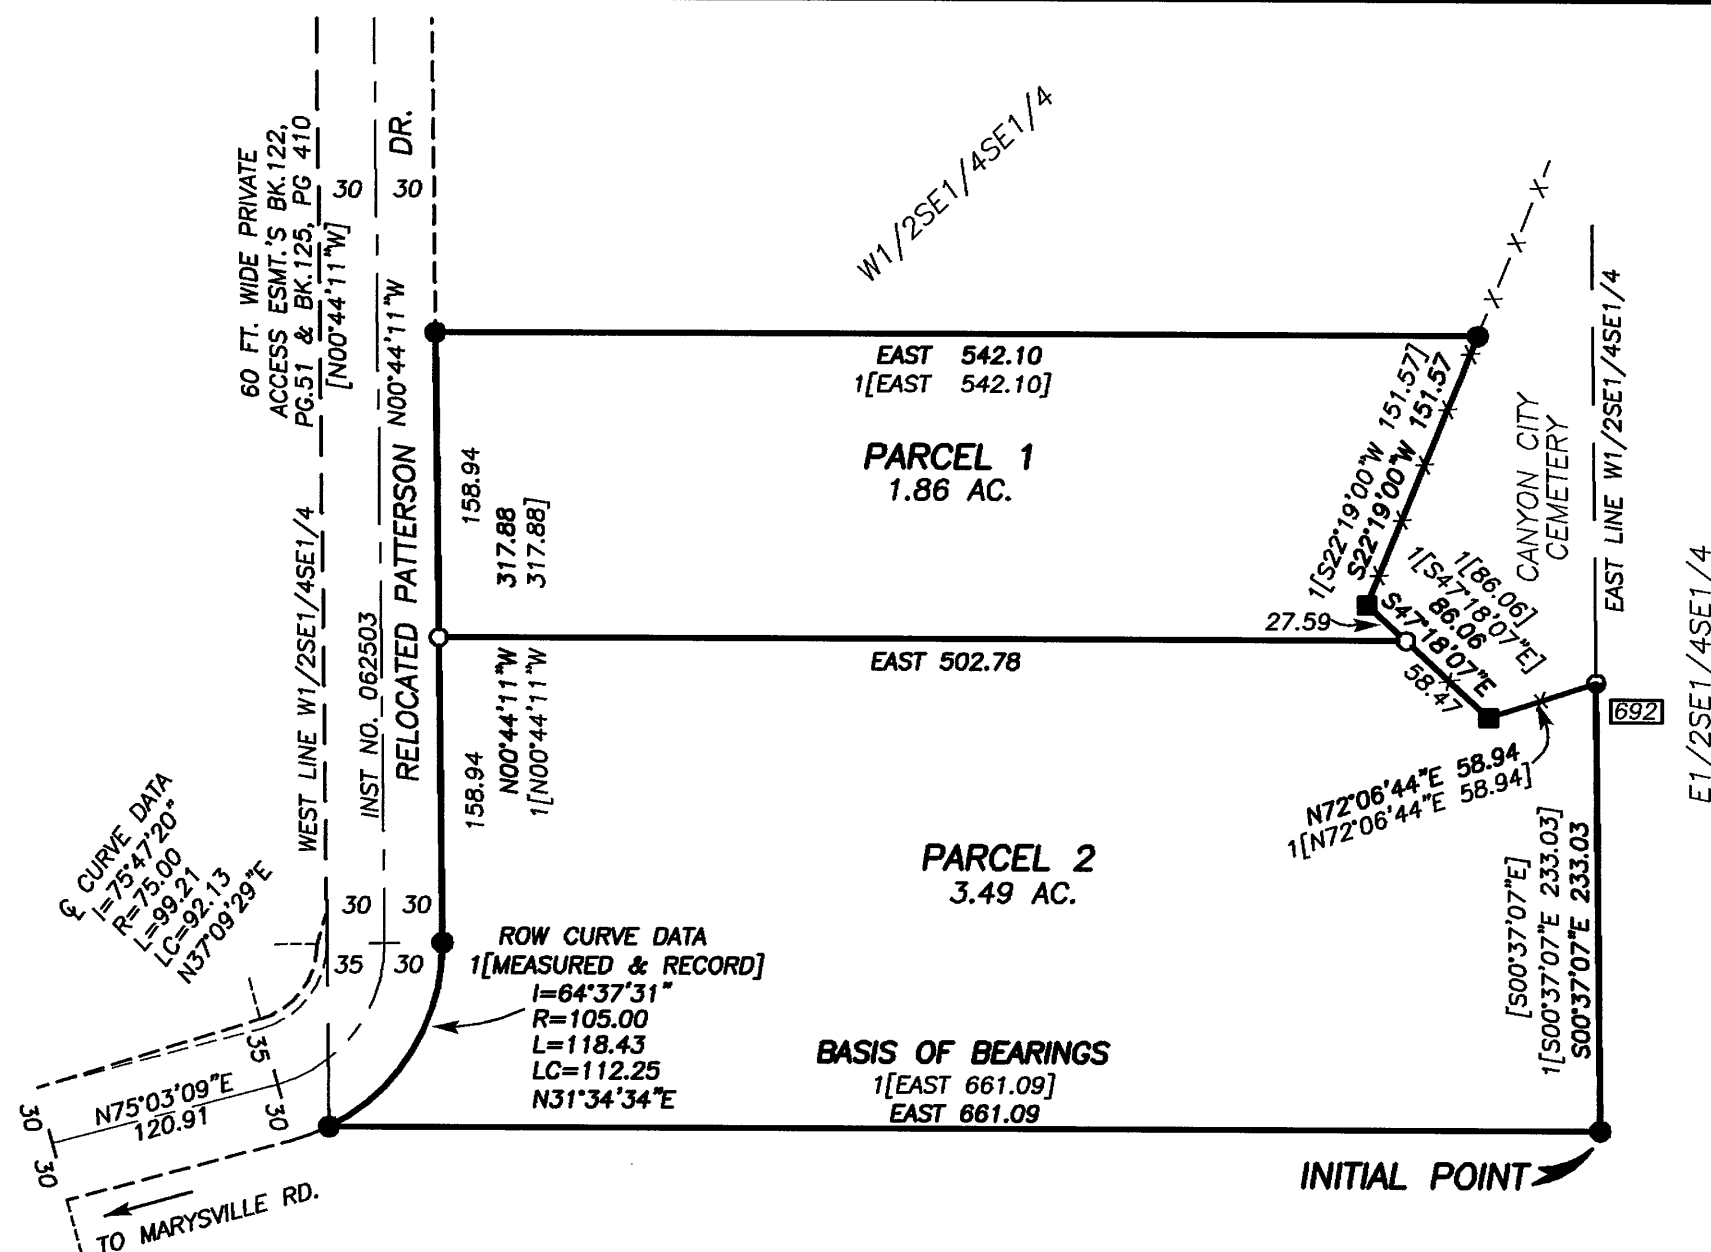 60 FT. WIDE PRIVATE
ACCESS ESMT.'S BK.122,
PG.51 & BK.125, PG 410
[N00°44'11"W]
30
30
DR.
RELOCATED PATTERSON
N00°44'11"W
INST NO. 062503
WEST LINE W1/2SE1/4SE1/4
W1/2SE1/4SE1/4
EAST 542.10
1[EAST 542.10]
PARCEL 1
1.86 AC.
158.94
317.88
317.88]
1[S22°19'00"W 151.57]
S22°19'00"W 151.57
CANYON CITY
CEMETERY
EAST LINE W1/2SE1/4SE1/4
E1/2SE1/4SE1/4
1[86.06]
1[S47°18'07"E]
86.06
S47°18'07"E
27.59
58.47
EAST 502.78
158.94
N00°44'11"W
1[N00°44'11"W
692
N72°06'44"E 58.94
1[N72°06'44"E 58.94]
PARCEL 2
3.49 AC.
[S00°37'07"E]
1[S00°37'07"E 233.03]
S00°37'07"E 233.03
℄ CURVE DATA
I=75°47'20"
R=75.00
L=99.21
LC=92.13
N37°09'29"E
30
30
35
30
ROW CURVE DATA
1[MEASURED & RECORD]
I=64°37'31"
R=105.00
L=118.43
LC=112.25
N31°34'34"E
BASIS OF BEARINGS
1[EAST 661.09]
EAST 661.09
INITIAL POINT
35
30
N75°03'09"E
120.91
30
30
TO MARYSVILLE RD.